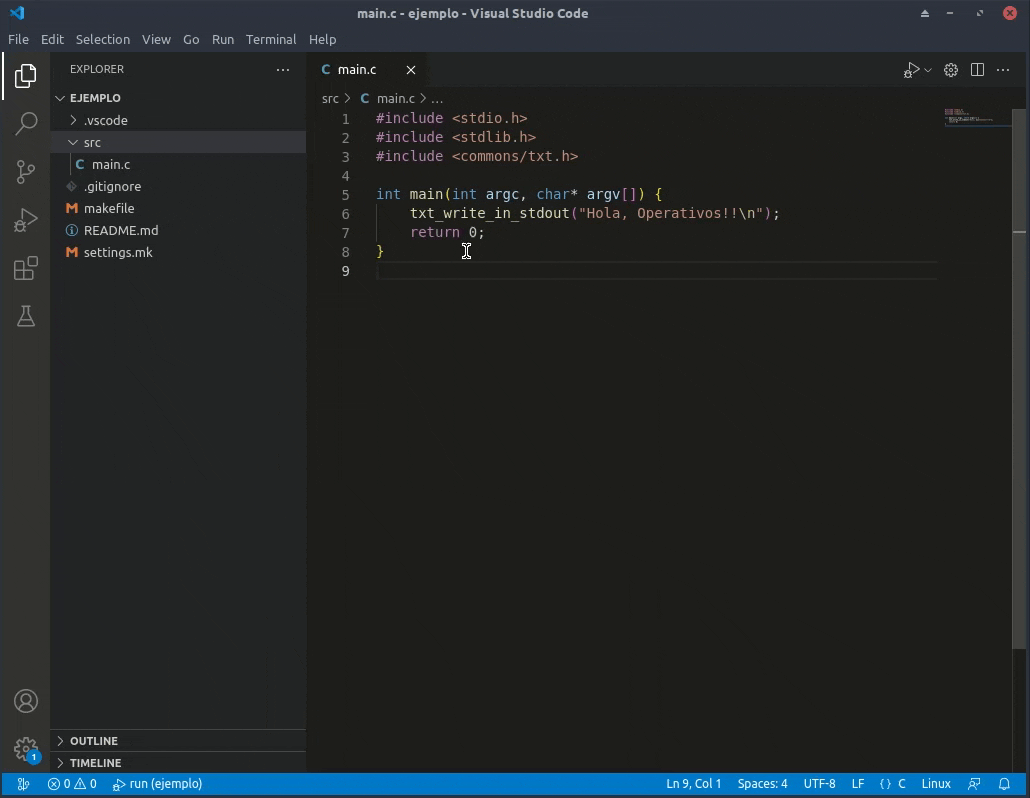 main.c - ejemplo - Visual Studio Code
File Edit Selection View Go Run Terminal Help
EXPLORER
EJEMPLO
.vscode
src
main.c
.gitignore
makefile
README.md
settings.mk
OUTLINE
TIMELINE
main.c
src > C main.c > ...
1 #include <stdio.h>
2 #include <stdlib.h>
3 #include <commons/txt.h>
4
5 int main(int argc, char* argv[]) {
6     txt_write_in_stdout("Hola, Operativos!!\n");
7     return 0;
8 }
9
1
0 0 run (ejemplo) Ln 9, Col 1 Spaces: 4 UTF-8 LF {} C Linux